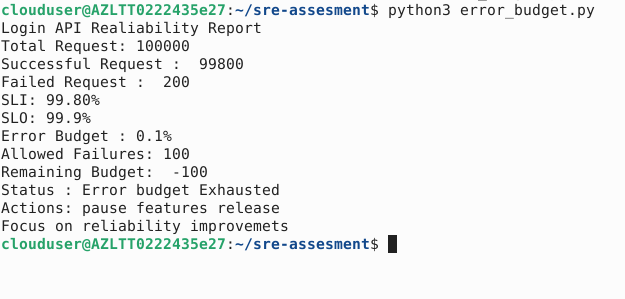 clouduser@AZLTT0222435e27:~/sre-assesment$ python3 error_budget.py
Login API Realiability Report
Total Request: 100000
Successful Request :  99800
Failed Request :  200
SLI: 99.80%
SLO: 99.9%
Error Budget : 0.1%
Allowed Failures: 100
Remaining Budget:  -100
Status : Error budget Exhausted
Actions: pause features release
Focus on reliability improvemets
clouduser@AZLTT0222435e27:~/sre-assesment$